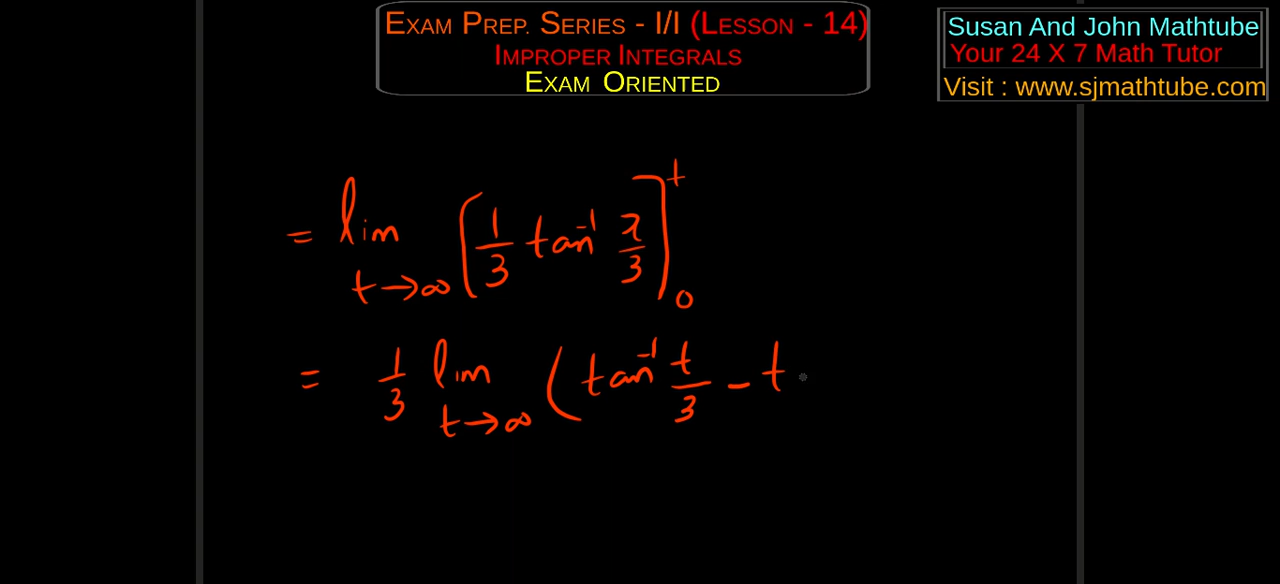 Exam Prep. Series - I/I (Lesson - 14)
Improper Integrals
Exam Oriented
Susan And John Mathtube
Your 24 X 7 Math Tutor
Visit : www.sjmathtube.com
= lim t→∞ [1/3 tan⁻¹ x/3]₀ᵗ
= 1/3 lim t→∞ (tan⁻¹ t/3 - t